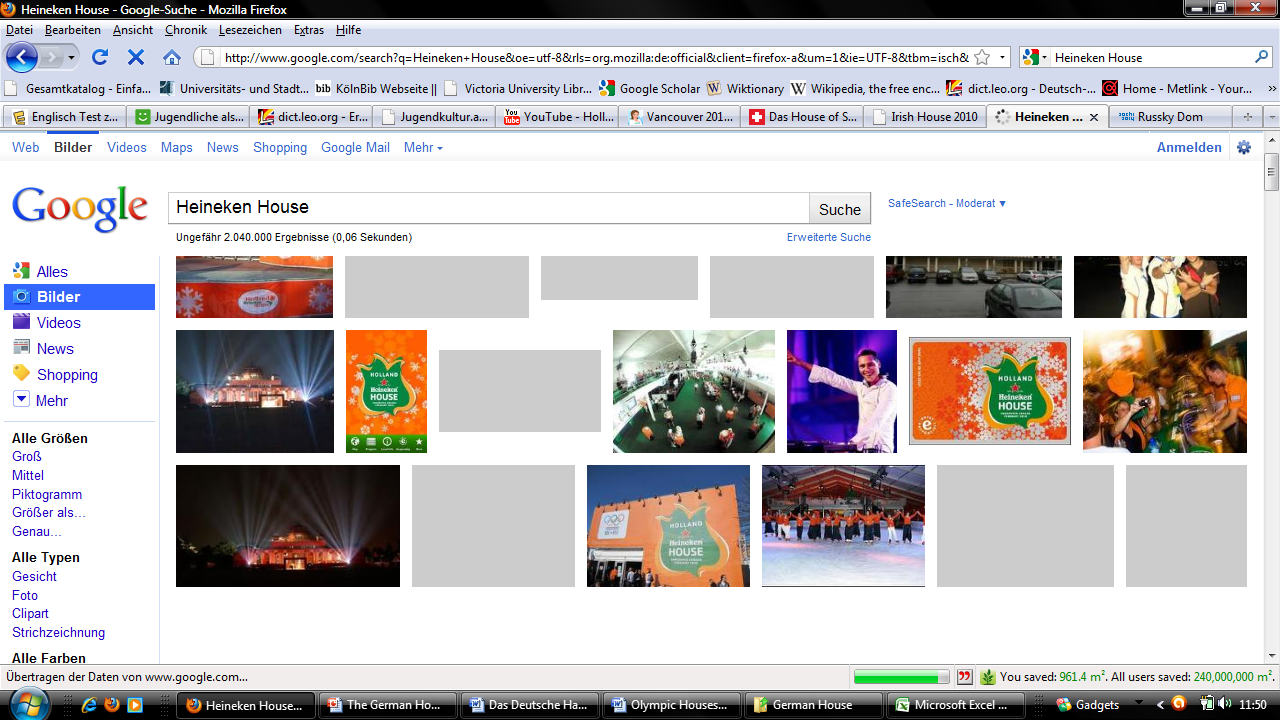 Heineken House - Google-Suche - Mozilla Firefox
Datei Bearbeiten Ansicht Chronik Lesezeichen Extras Hilfe
http://www.google.com/search?q=Heineken+House&oe=utf-8&rls=org.mozilla:de:official&client=firefox-a&um=1&ie=UTF-8&tbm=isch& Heineken House
Gesamtkatalog - Einfa... Universitäts- und Stadt... bib KölnBib Webseite || Victoria University Libr... Google Scholar W Wiktionary W Wikipedia, the free enc... dict.leo.org - Deutsch-... Home - Metlink - Your... »
Englisch Test z... Jugendliche als... dict.leo.org - Er... Jugendkultur.a... YouTube - Holl... Vancouver 201... Das House of S... Irish House 2010 Heineken ... Russky Dom
Web Bilder Videos Maps News Shopping Google Mail Mehr Anmelden
Google Heineken House Suche SafeSearch - Moderat ▼
Ungefähr 2.040.000 Ergebnisse (0,06 Sekunden) Erweiterte Suche
Alles
Bilder
Videos
News
Shopping
Mehr
Alle Größen
Groß
Mittel
Piktogramm
Größer als...
Genau...
Alle Typen
Gesicht
Foto
Clipart
Strichzeichnung
Alle Farben
Holland
HOLLAND
Heineken
HOUSE
HOLLAND
Heineken
HOUSE
HOLLAND
Heineken
HOUSE
Übertragen der Daten von www.google.com... You saved: 961.4 m². All users saved: 240,000,000 m².
Heineken House... The German Ho... Das Deutsche Ha... Olympic Houses... German House Microsoft Excel ... Gadgets 11:50